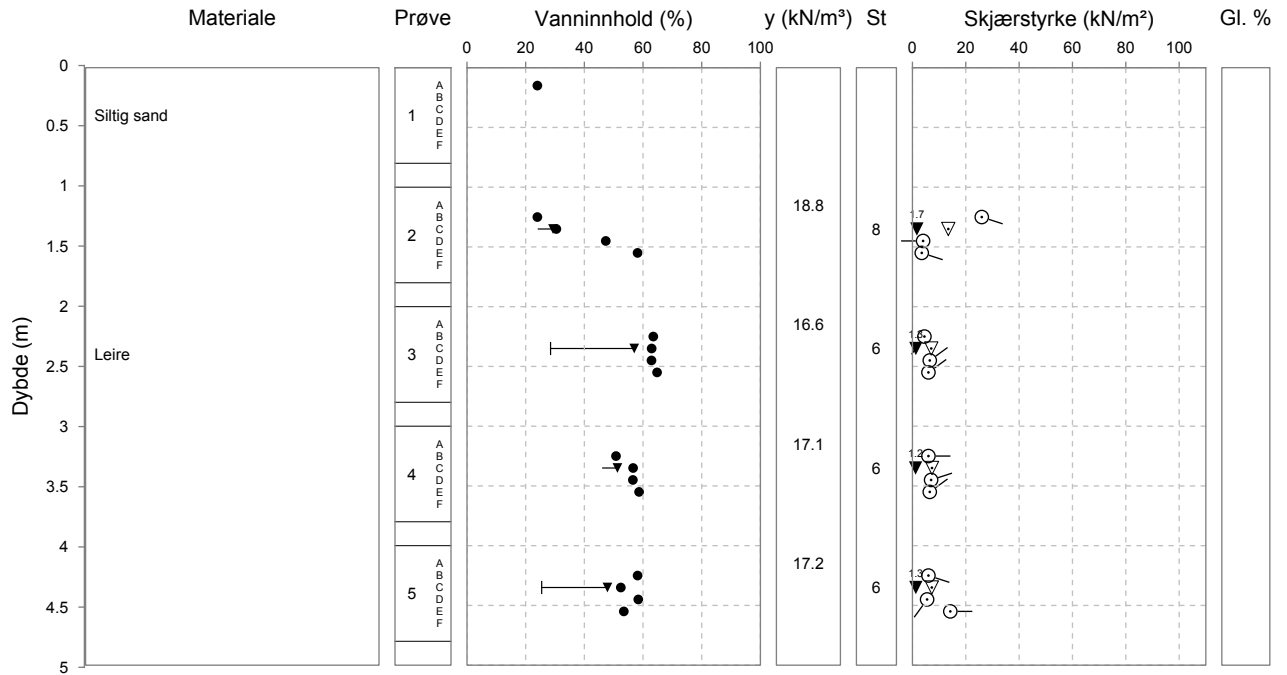 Materiale Prøve Vanninnhold (%) y (kN/m³) St Skjærstyrke (kN/m²) Gl. %
0 20 40 60 80 100 0 20 40 60 80 100
Dybde (m)
0
A
B
Siltig sand 1 C
0.5 D
E
F
1
18.8
A
1.7
B
2 C 8
1.5 D
E
F
2
16.6
A
1.3
B
Leire 3 C 6
2.5 D
E
F
3
17.1
A
1.2
B
4 C 6
3.5 D
E
F
4
17.2
A
1.3
B
5 C 6
4.5 D
E
F
5